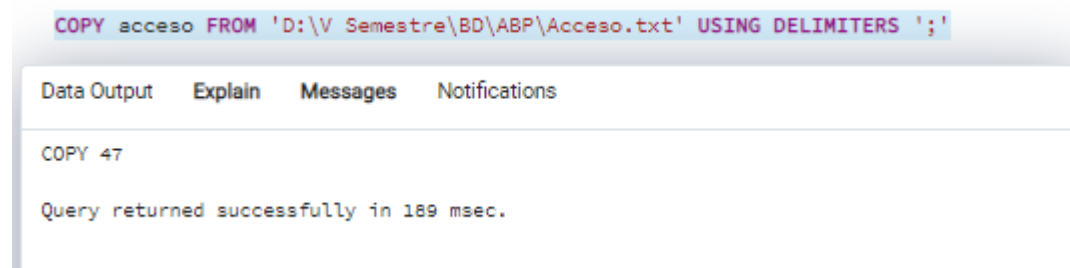 COPY acceso FROM 'D:\V Semestre\BD\ABP\Acceso.txt' USING DELIMITERS ';'
Data Output Explain Messages Notifications
COPY 47
Query returned successfully in 189 msec.